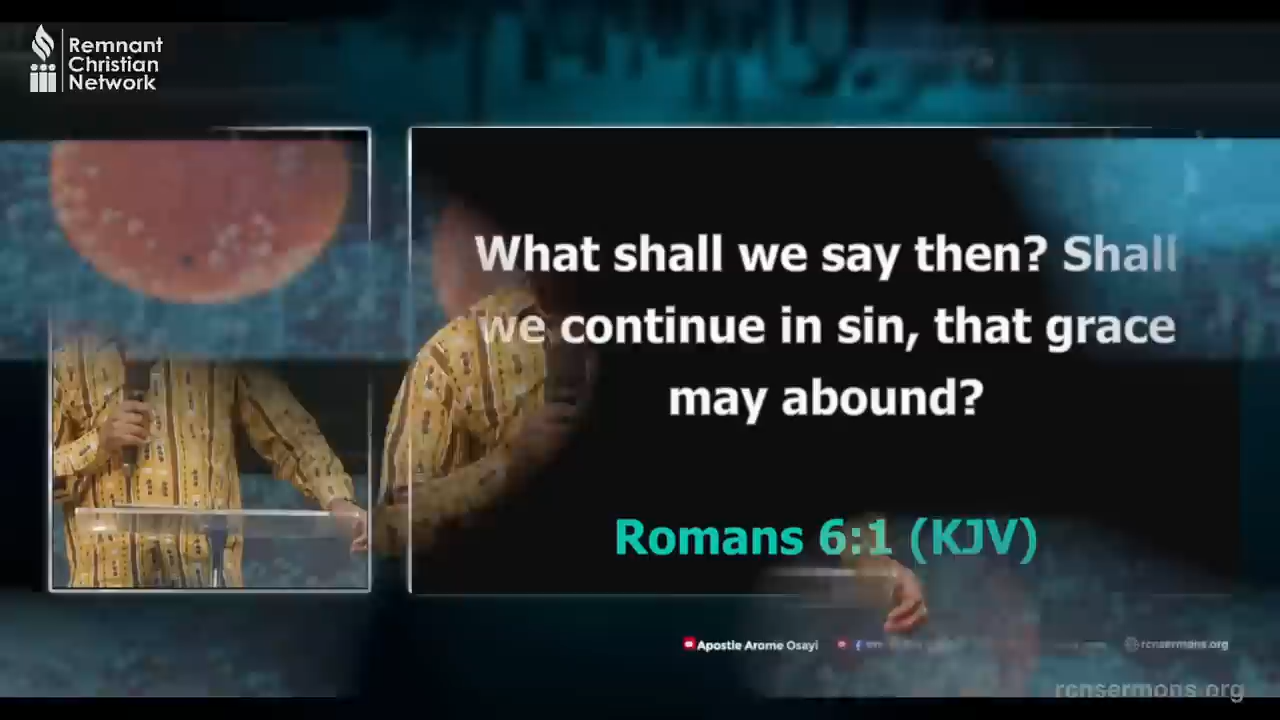 Remnant
Christian
Network
What shall we say then? Shall
we continue in sin, that grace
may abound?
Romans 6:1 (KJV)
Apostle Arome Osayi
rcnsermons.org
rcnsermons.org